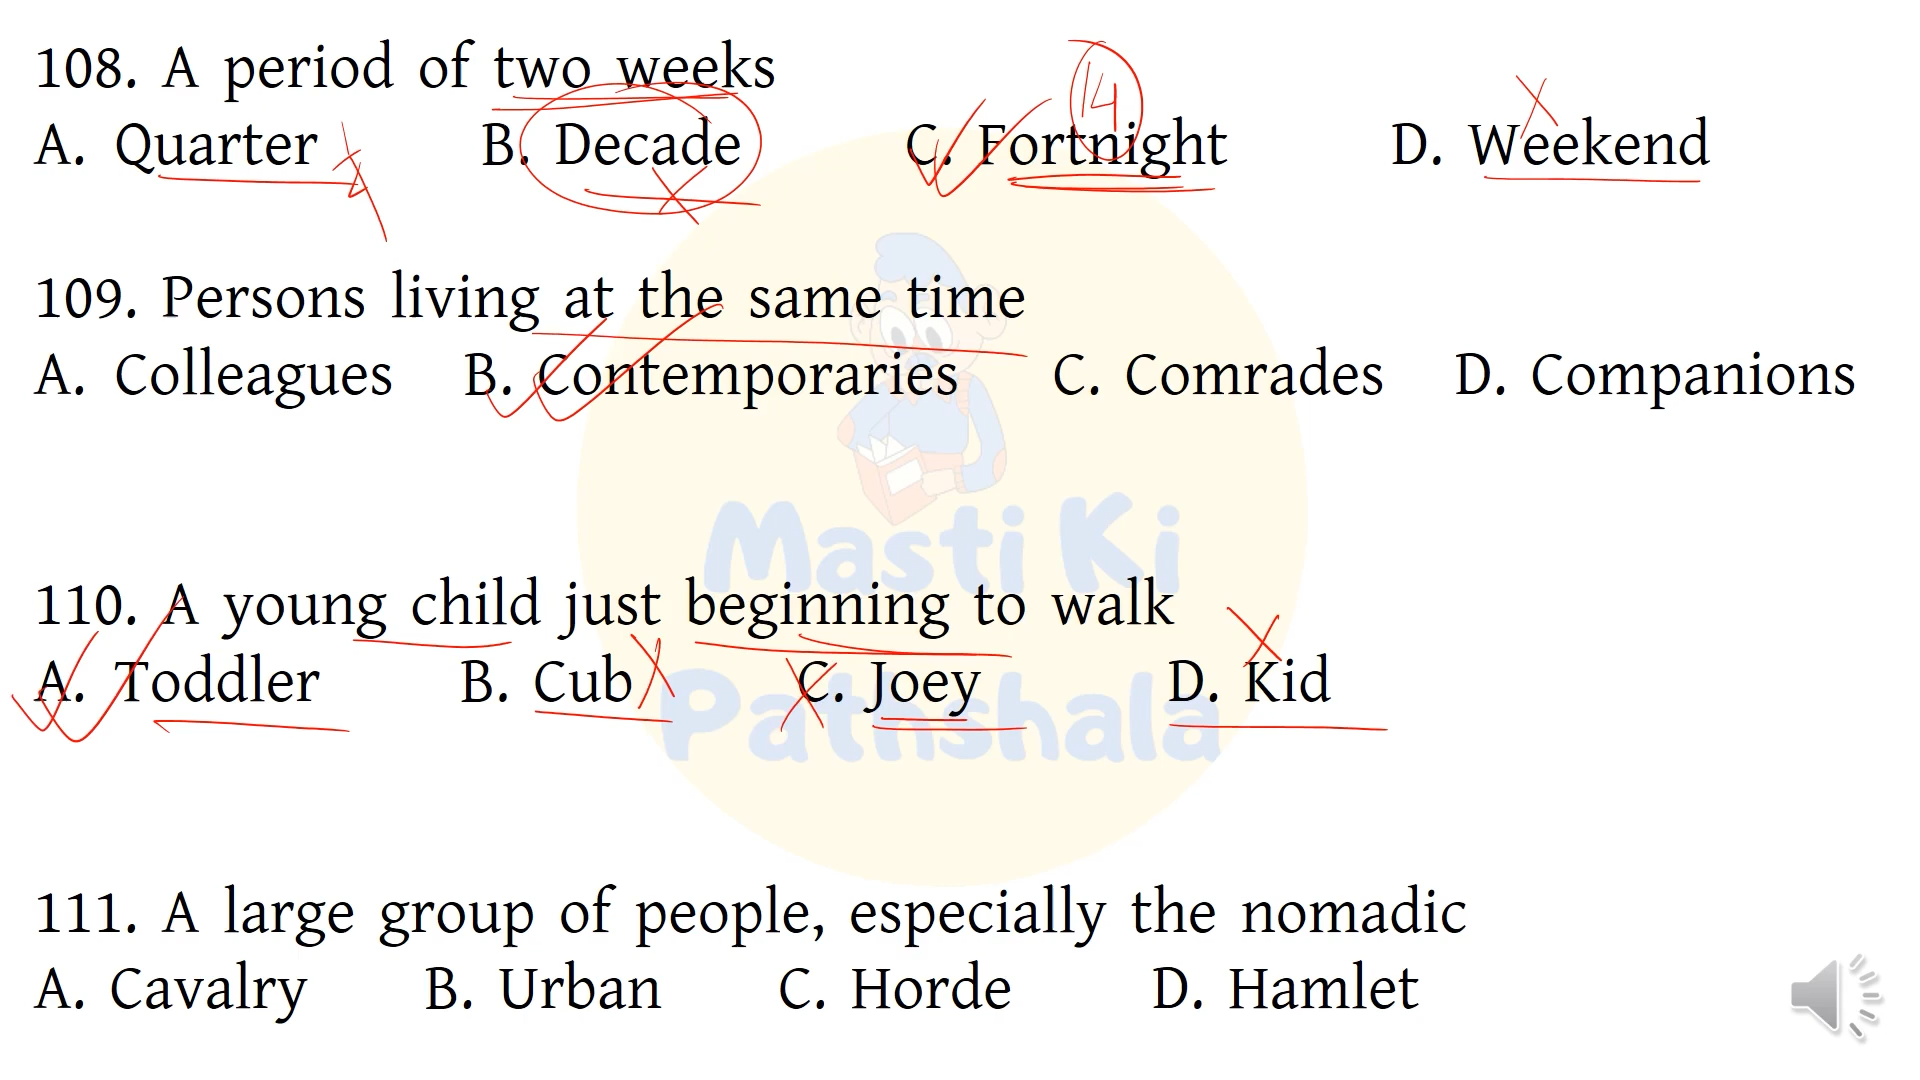 108. A period of two weeks
14
A. Quarter B. Decade C. Fortnight D. Weekend
109. Persons living at the same time
A. Colleagues B. Contemporaries C. Comrades D. Companions
Masti Ki
110. A young child just beginning to walk
A. Toddler B. Cub C. Joey D. Kid
Pathshala
111. A large group of people, especially the nomadic
A. Cavalry B. Urban C. Horde D. Hamlet